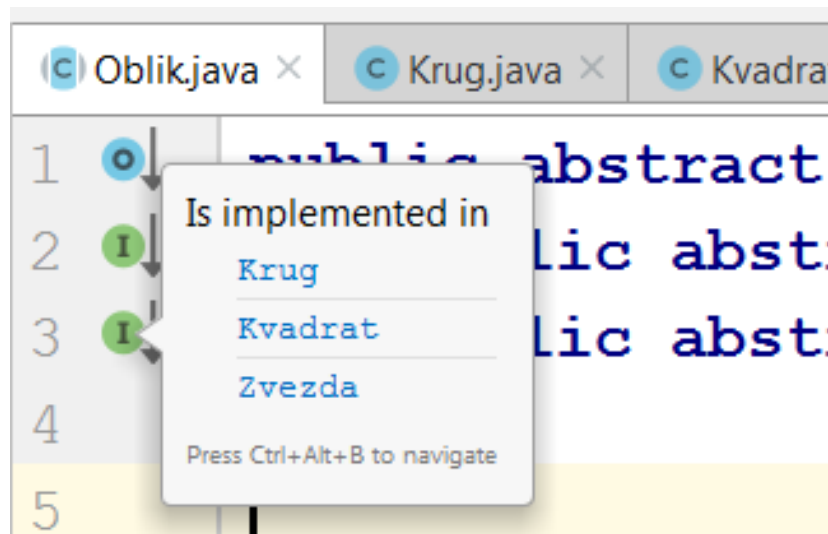 Oblik.java Krug.java Kvadra
1 public abstract
Is implemented in
2 lic abst
Krug
3 Kvadrat lic abst
Zvezda
4
Press Ctrl+Alt+B to navigate
5